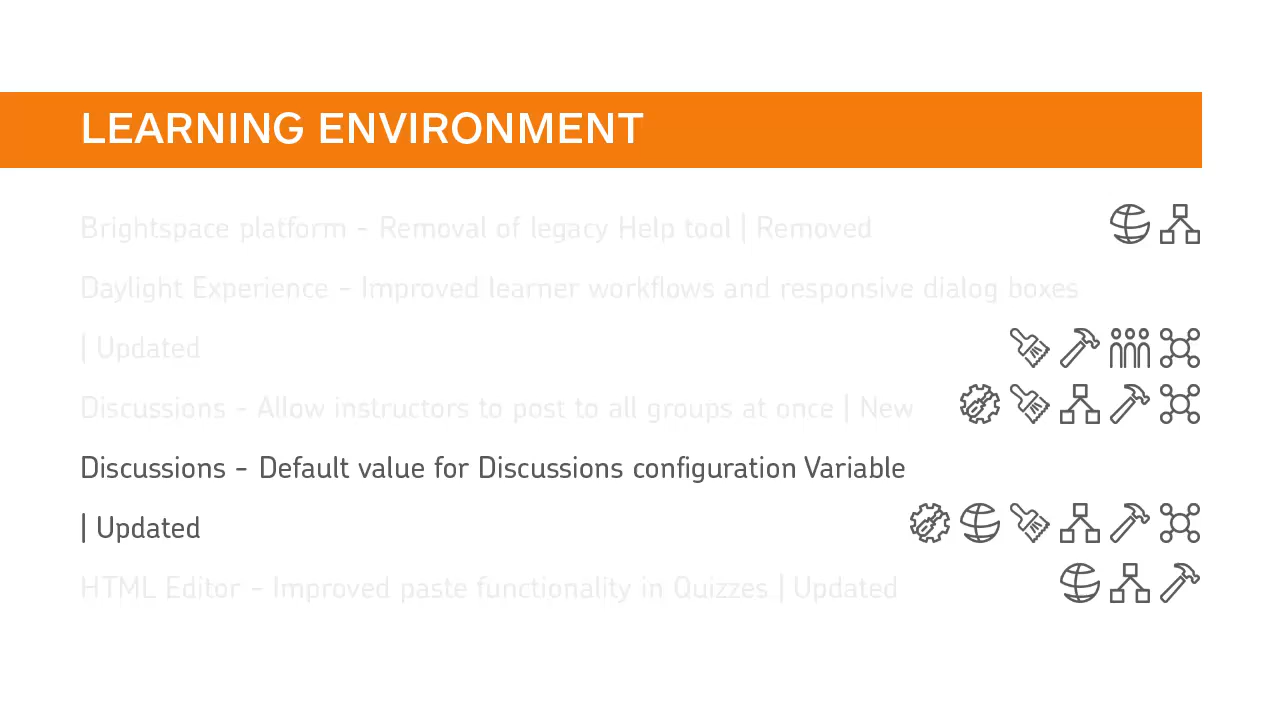 LEARNING ENVIRONMENT
Brightspace platform - Removal of legacy Help tool | Removed
Daylight Experience – Improved learner workflows and responsive dialog boxes
| Updated
Discussions - Allow instructors to post to all groups at once | New
Discussions - Default value for Discussions configuration Variable
| Updated
HTML Editor – Improved paste functionality in Quizzes | Updated